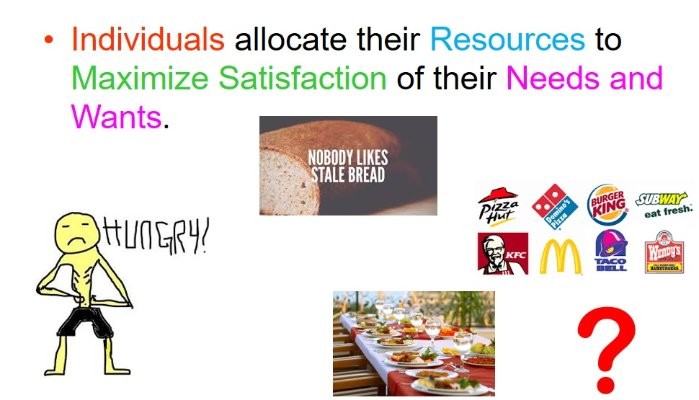 • Individuals allocate their Resources to
Maximize Satisfaction of their Needs and
Wants.
NOBODY LIKES
STALE BREAD
HUNGRY!
Pizza
Hut
Domino's
Pizza
BURGER
KING
SUBWAY
eat fresh.
KFC
TACO
BELL
Wendy's
?